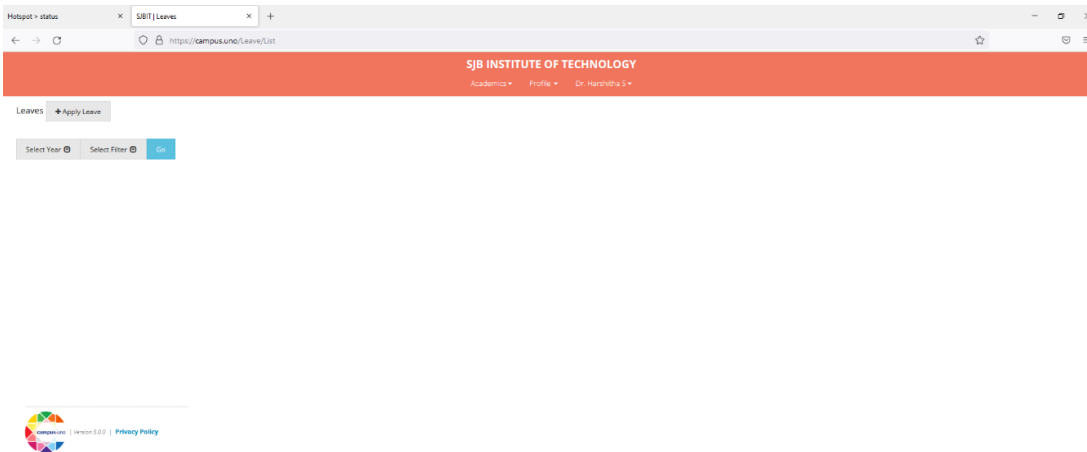 Hotspot > status
SJBIT | Leaves
https://campus.uno/Leave/List
SJB INSTITUTE OF TECHNOLOGY
Academics Profile Dr. Harshitha S
Leaves +Apply Leave
Select Year Select Filter Go
campus.uno | Version 5.0.0 | Privacy Policy